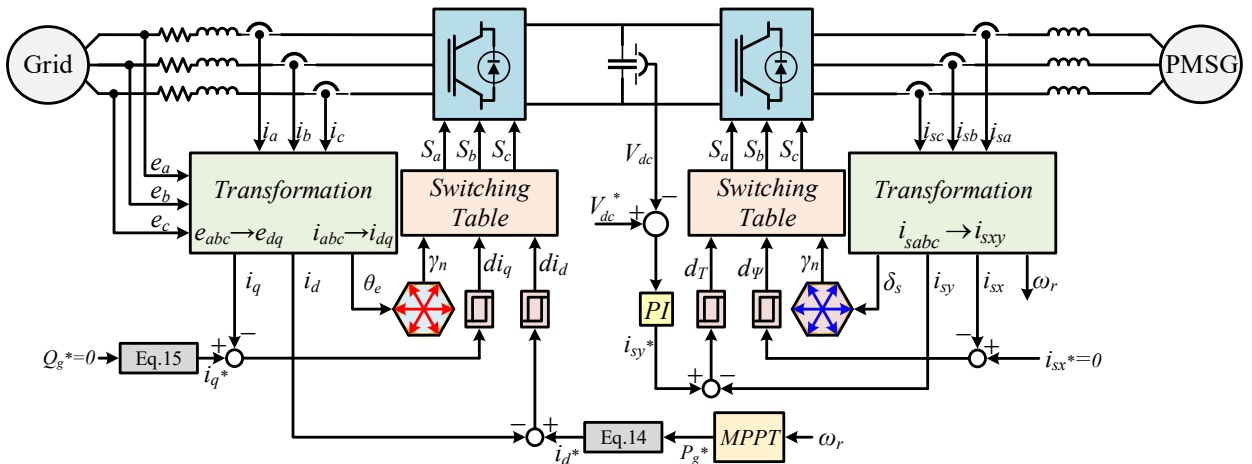 Grid
PMSG
i_a i_b i_c
i_sc i_sb i_sa
S_a S_b S_c
S_a S_b S_c
V_dc
e_a
e_b
e_c
Transformation
e_abc→e_dq i_abc→i_dq
Switching
Table
V_dc*
+
−
Switching
Table
Transformation
i_sabc→i_sxy
i_q i_d θ_e γ_n di_q di_d
d_T d_Ψ γ_n δ_s i_sy i_sx ω_r
PI
i_sy*
Q_g*=0
Eq.15
i_q*
+
−
+
−
−
+
i_sx*=0
−
+
i_d*
Eq.14
P_g*
MPPT
ω_r